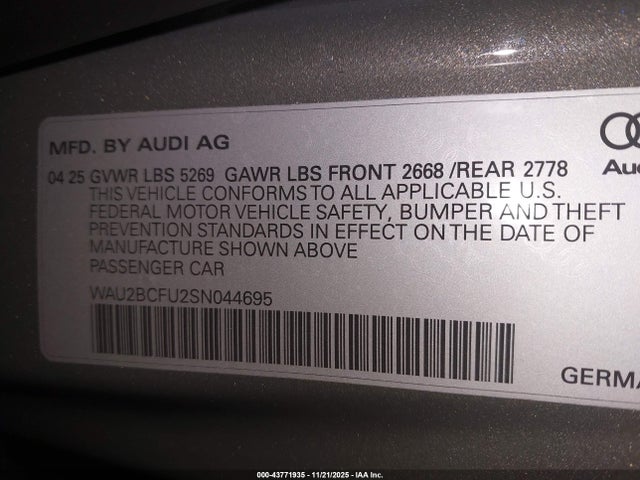 MFD. BY AUDI AG
04 25 GVWR LBS 5269 GAWR LBS FRONT 2668 /REAR 2778
THIS VEHICLE CONFORMS TO ALL APPLICABLE U.S.
FEDERAL MOTOR VEHICLE SAFETY, BUMPER AND THEFT
PREVENTION STANDARDS IN EFFECT ON THE DATE OF
MANUFACTURE SHOWN ABOVE
PASSENGER CAR
WAU2BCFU2SN044695
Aud
GERMA
000-43771935 - 11/21/2025 - IAA Inc.